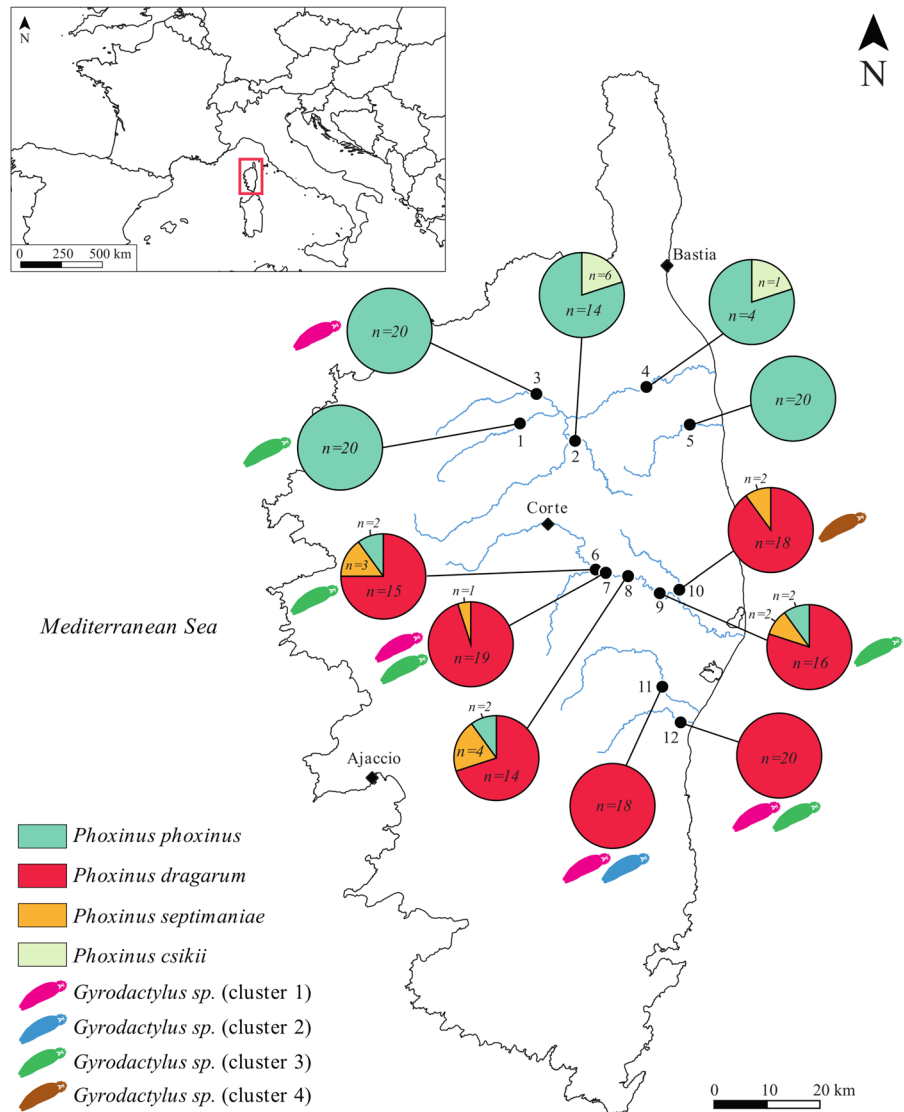 N
0 250 500 km
N
Bastia
n=6
n=14
n=1
n=4
n=20
3
4
n=20
1
2
5
n=20
n=20
Corte
n=2
n=18
n=2
n=3
n=15
6
7
8
9
10
n=2
n=2
n=16
Mediterranean Sea
n=1
n=19
n=2
n=4
n=14
11
12
Ajaccio
n=20
n=18
Phoxinus phoxinus
Phoxinus dragarum
Phoxinus septimaniae
Phoxinus csikii
Gyrodactylus sp. (cluster 1)
Gyrodactylus sp. (cluster 2)
Gyrodactylus sp. (cluster 3)
Gyrodactylus sp. (cluster 4)
0 10 20 km